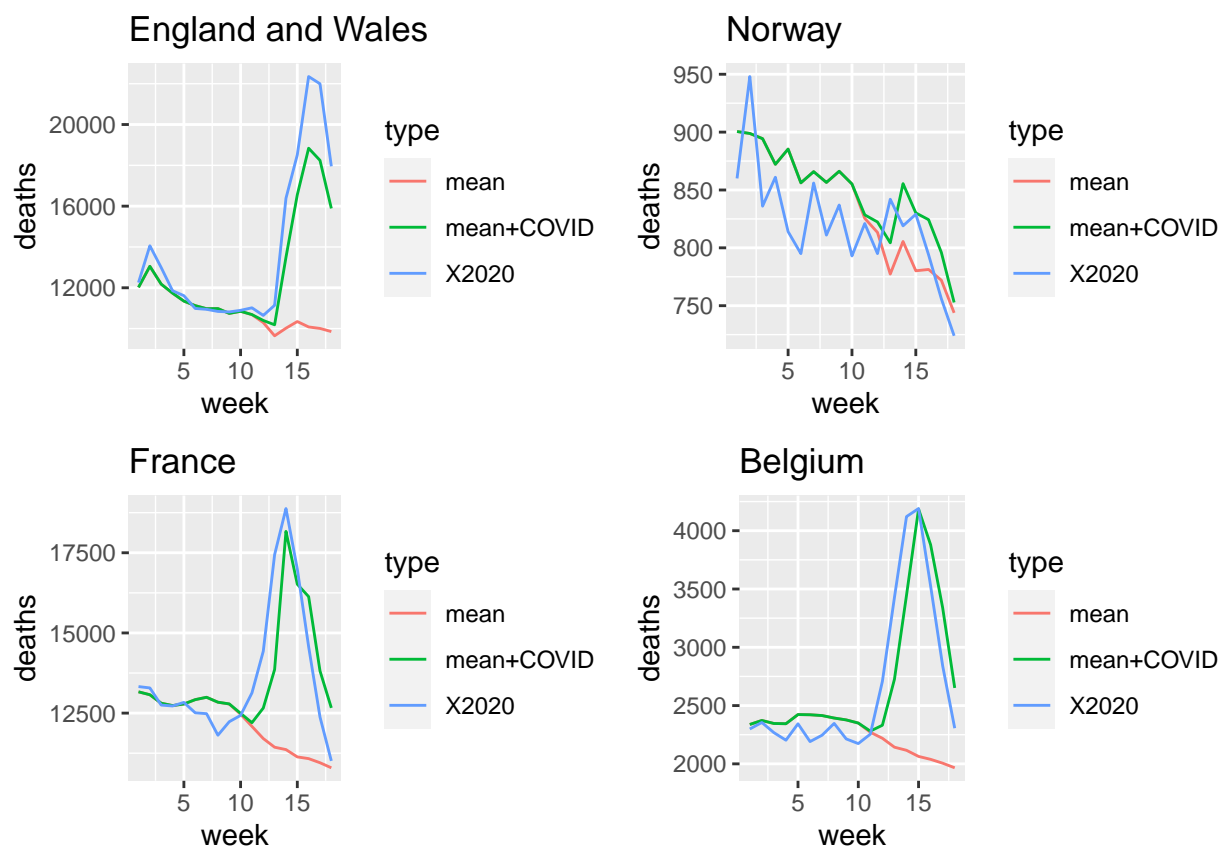 England and Wales
20000
16000
12000
deaths
5 10 15
week
type
mean
mean+COVID
X2020
Norway
950
900
850
800
750
deaths
5 10 15
week
type
mean
mean+COVID
X2020
France
17500
15000
12500
deaths
5 10 15
week
type
mean
mean+COVID
X2020
Belgium
4000
3500
3000
2500
2000
deaths
5 10 15
week
type
mean
mean+COVID
X2020